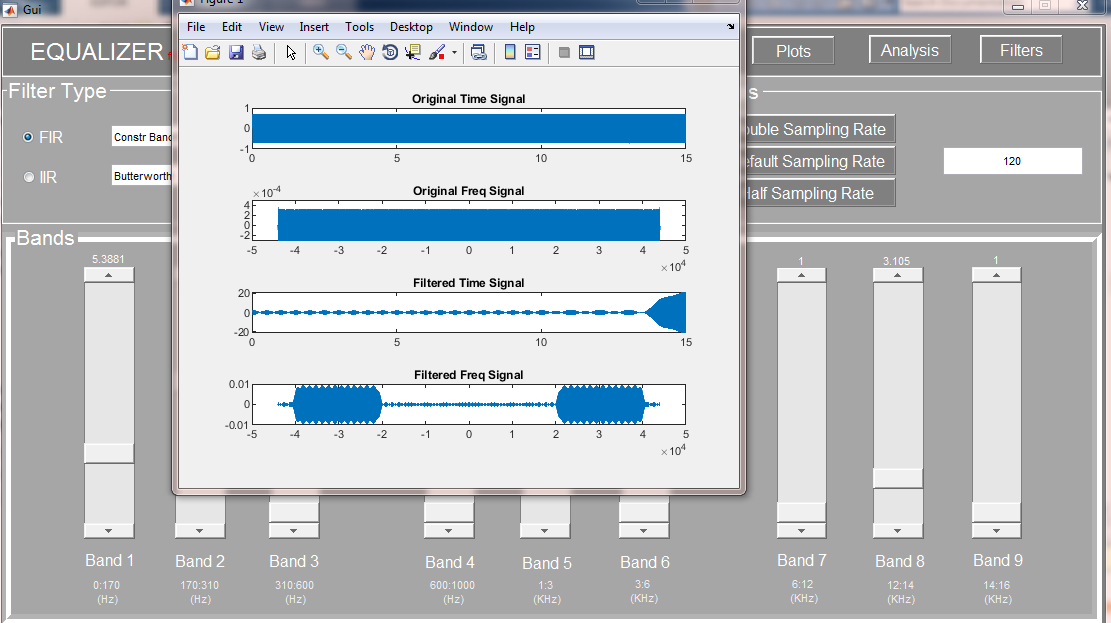 Gui
Figure 1
File Edit View Insert Tools Desktop Window Help
EQUALIZER
Plots
Analysis
Filters
Filter Type
FIR
Constr Band
IIR
Butterworth
s
ouble Sampling Rate
efault Sampling Rate
Half Sampling Rate
120
Original Time Signal
1
0
-1
0 5 10 15
Original Freq Signal
×10-4
4
2
0
-2
-5 -4 -3 -2 -1 0 1 2 3 4 5
×10^4
Filtered Time Signal
20
0
-20
0 5 10 15
Filtered Freq Signal
0.01
0
-0.01
-5 -4 -3 -2 -1 0 1 2 3 4 5
×10^4
Bands
5.3881 1 3.105 1
Band 1 Band 2 Band 3 Band 4 Band 5 Band 6 Band 7 Band 8 Band 9
0:170 170:310 310:600 600:1000 1:3 3:6 6:12 12:14 14:16
(Hz) (Hz) (Hz) (Hz) (KHz) (KHz) (KHz) (KHz) (KHz)